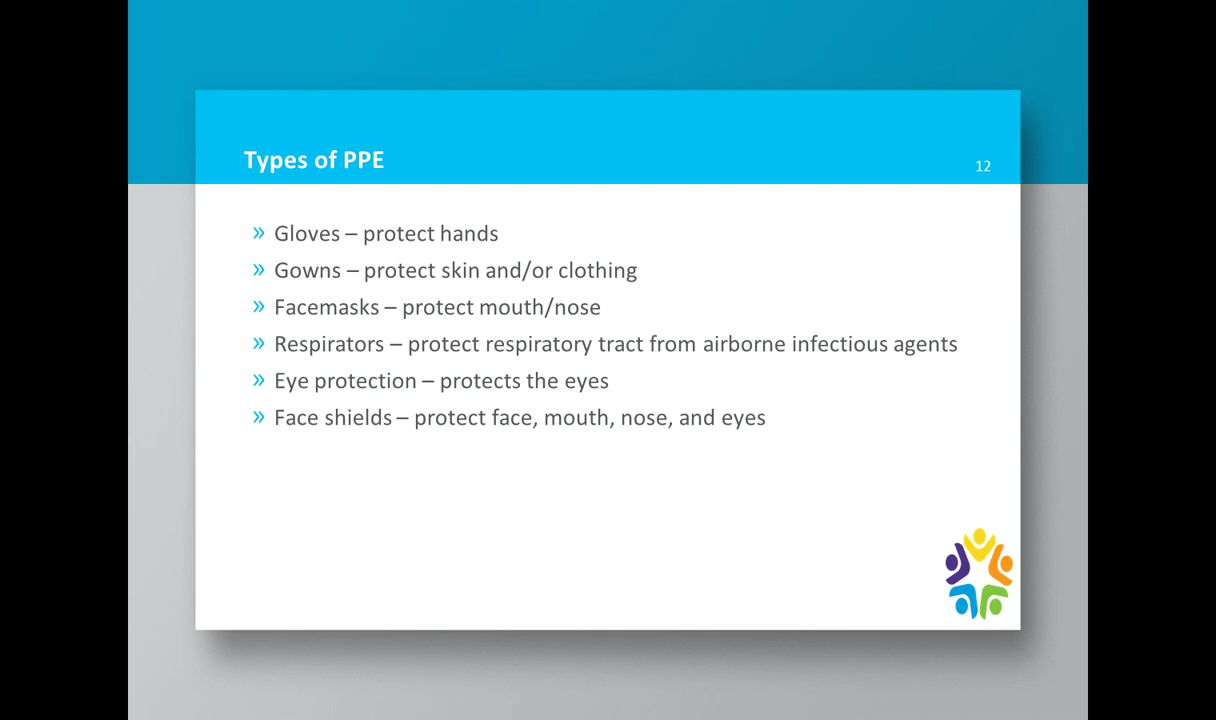 Types of PPE
12
» Gloves – protect hands
» Gowns – protect skin and/or clothing
» Facemasks – protect mouth/nose
» Respirators – protect respiratory tract from airborne infectious agents
» Eye protection – protects the eyes
» Face shields – protect face, mouth, nose, and eyes